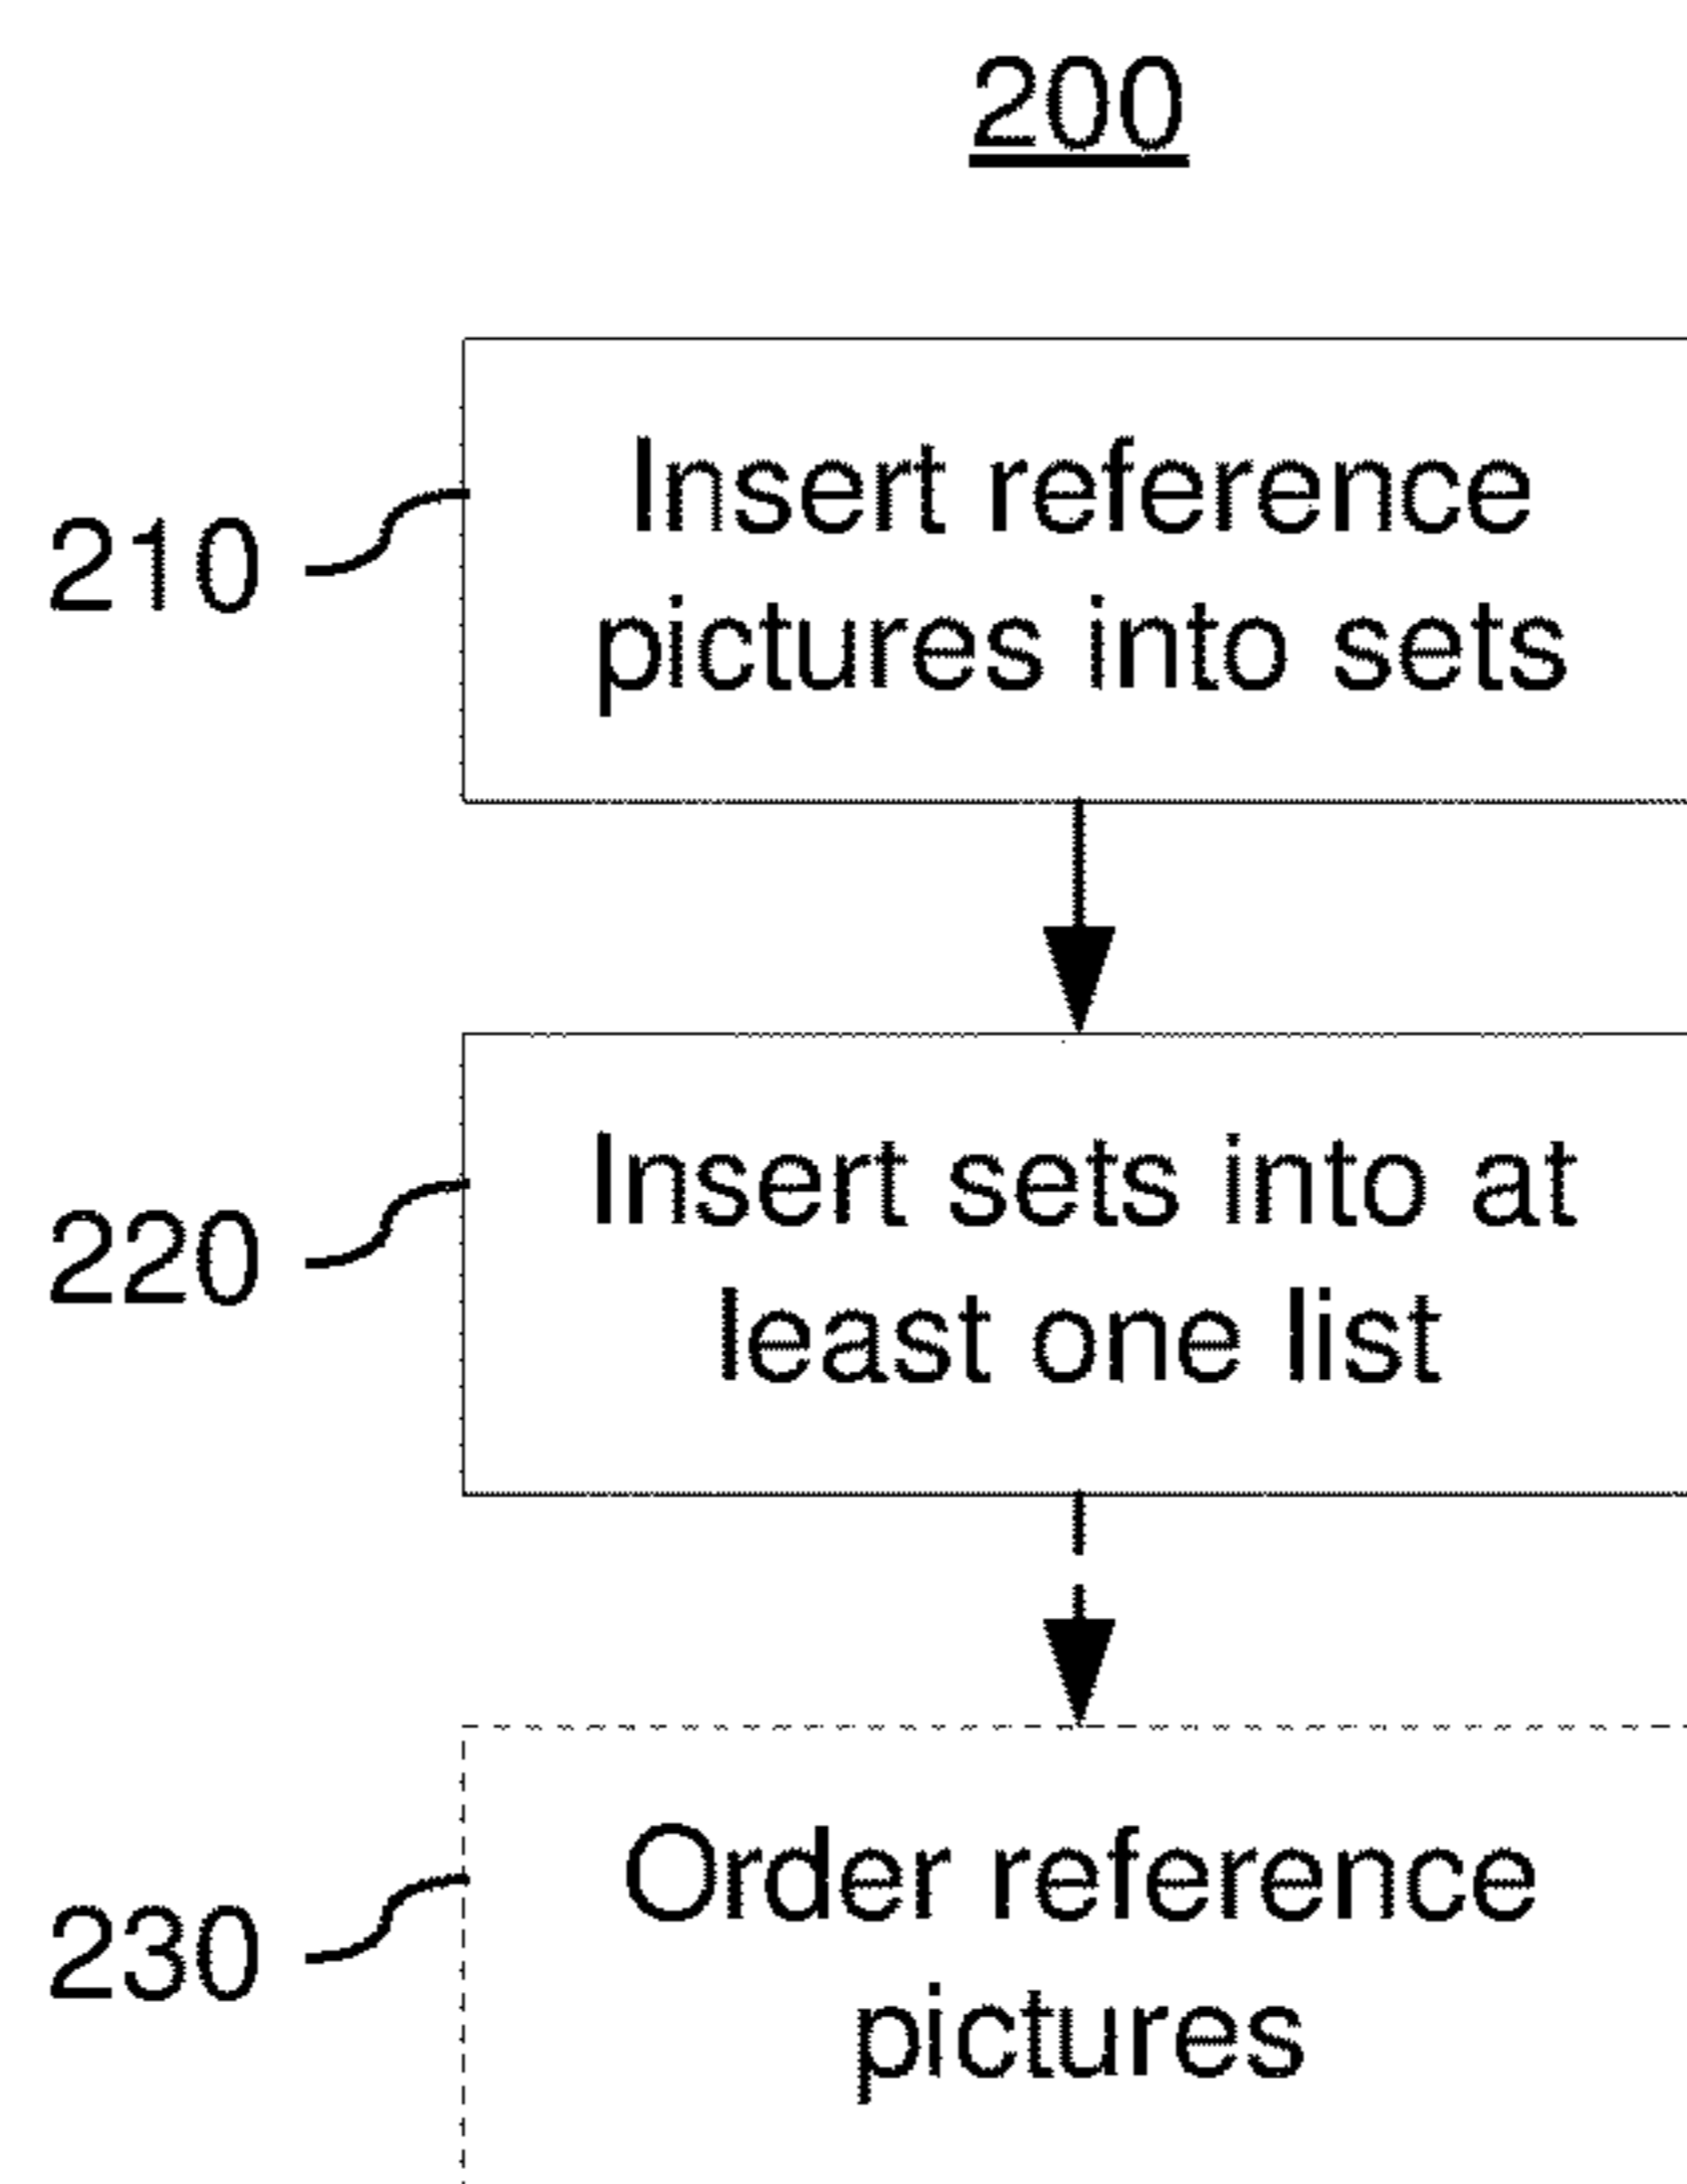 200
210
Insert reference
pictures into sets
220
Insert sets into at
least one list
230
Order reference
pictures